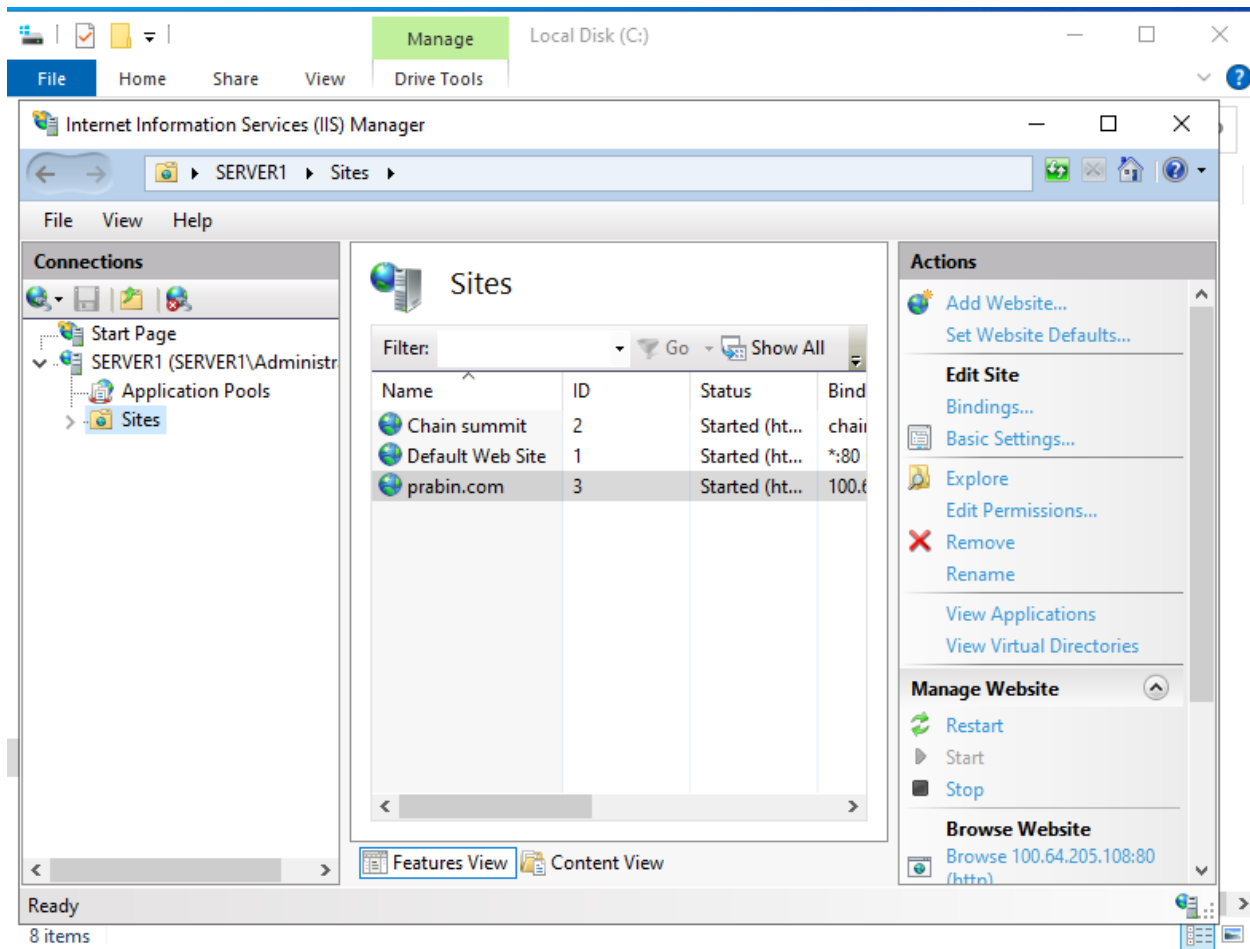 Manage
Local Disk (C:)
File Home Share View Drive Tools
Internet Information Services (IIS) Manager
SERVER1 Sites
File View Help
Connections
Start Page
SERVER1 (SERVER1\Administr
Application Pools
Sites
Sites
Filter: Go Show All
Name ID Status Bind
Chain summit 2 Started (ht... chai
Default Web Site 1 Started (ht... *:80
prabin.com 3 Started (ht... 100.6
Features View Content View
Actions
Add Website...
Set Website Defaults...
Edit Site
Bindings...
Basic Settings...
Explore
Edit Permissions...
Remove
Rename
View Applications
View Virtual Directories
Manage Website
Restart
Start
Stop
Browse Website
Browse 100.64.205.108:80
(http)
Ready
8 items